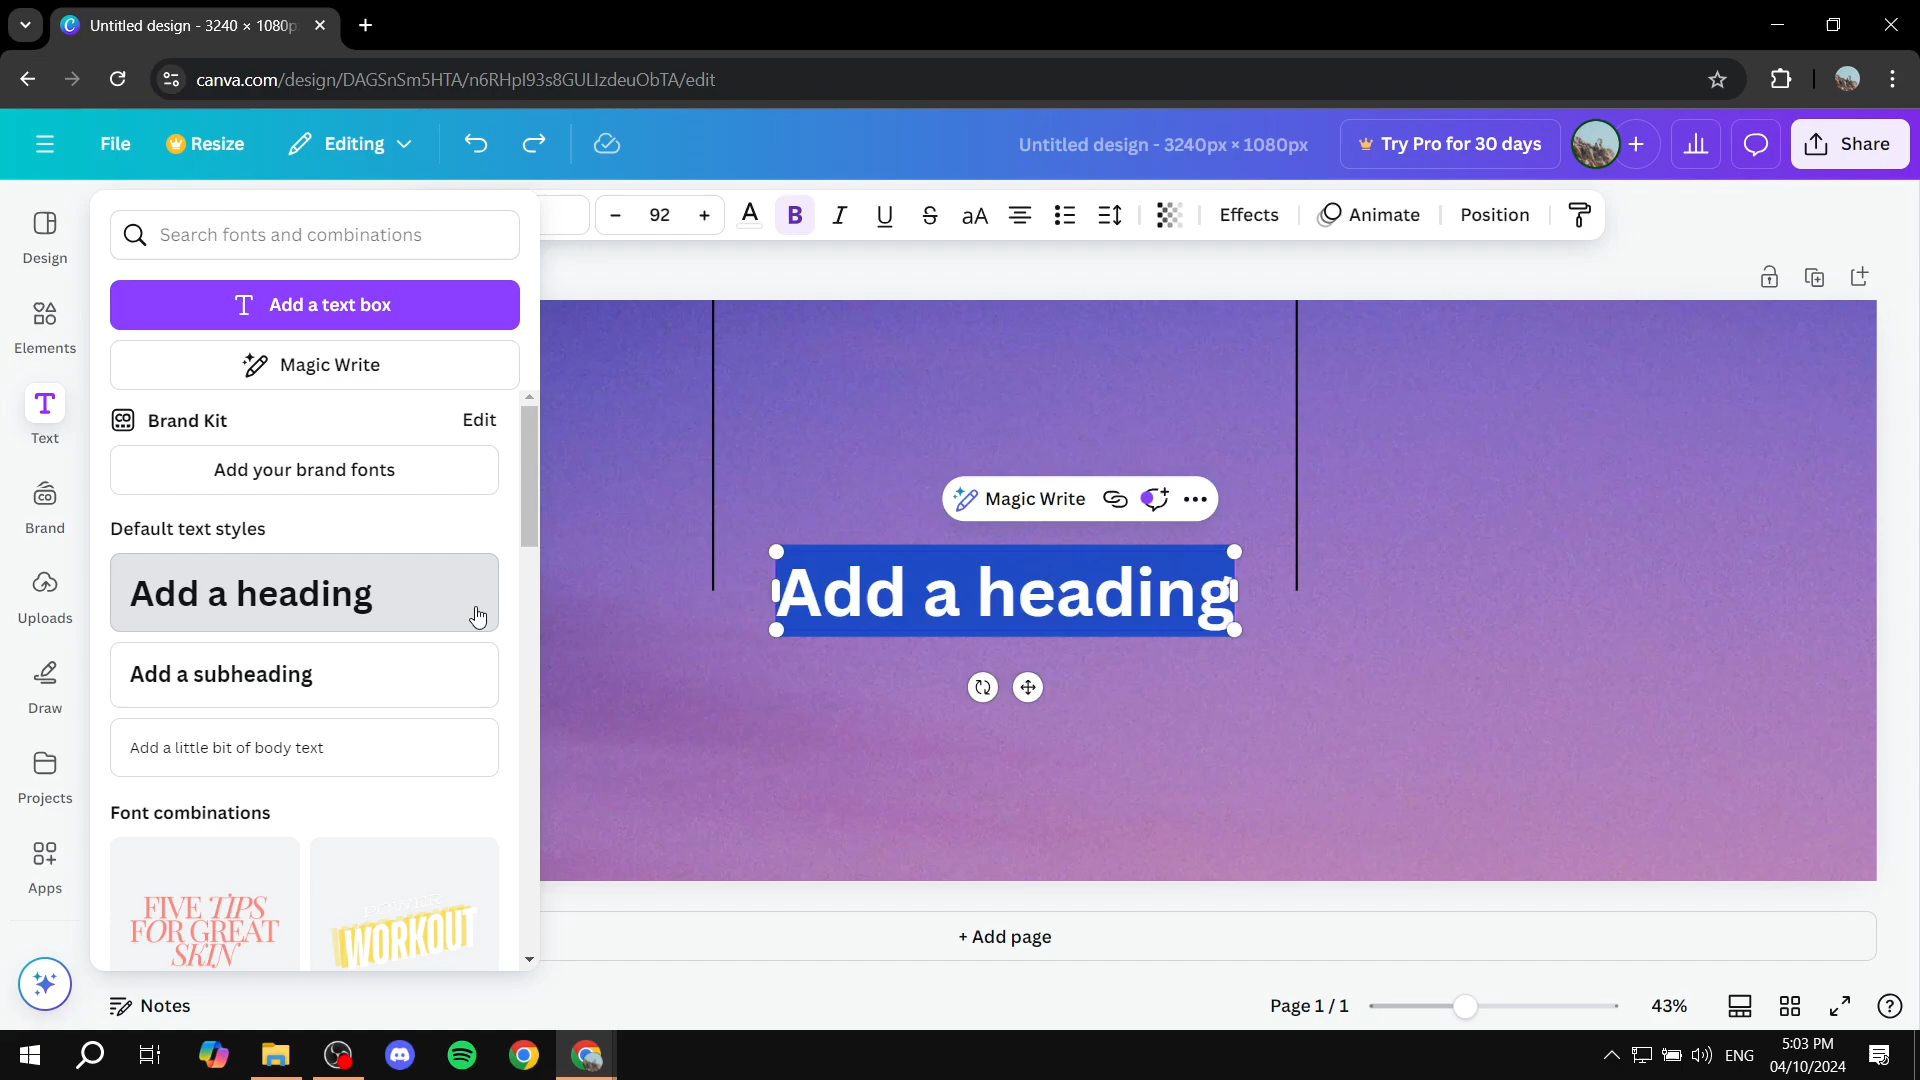 Untitled design - 3240 × 1080p
canva.com/design/DAGSnSm5HTA/n6RHpI93s8GULIzdeuObTA/edit
File
Resize
Editing
Untitled design - 3240px × 1080px
Try Pro for 30 days
Share
Design
Elements
Text
Brand
Uploads
Draw
Projects
Apps
Search fonts and combinations
Add a text box
Magic Write
Brand Kit
Edit
Add your brand fonts
Default text styles
Add a heading
Add a subheading
Add a little bit of body text
Font combinations
FIVE TIPS
FOR GREAT
SKIN
POWER
WORKOUT
92
B
I
U
S
aA
Effects
Animate
Position
Magic Write
Add a heading
+ Add page
Notes
Page 1 / 1
43%
ENG
5:03 PM
04/10/2024